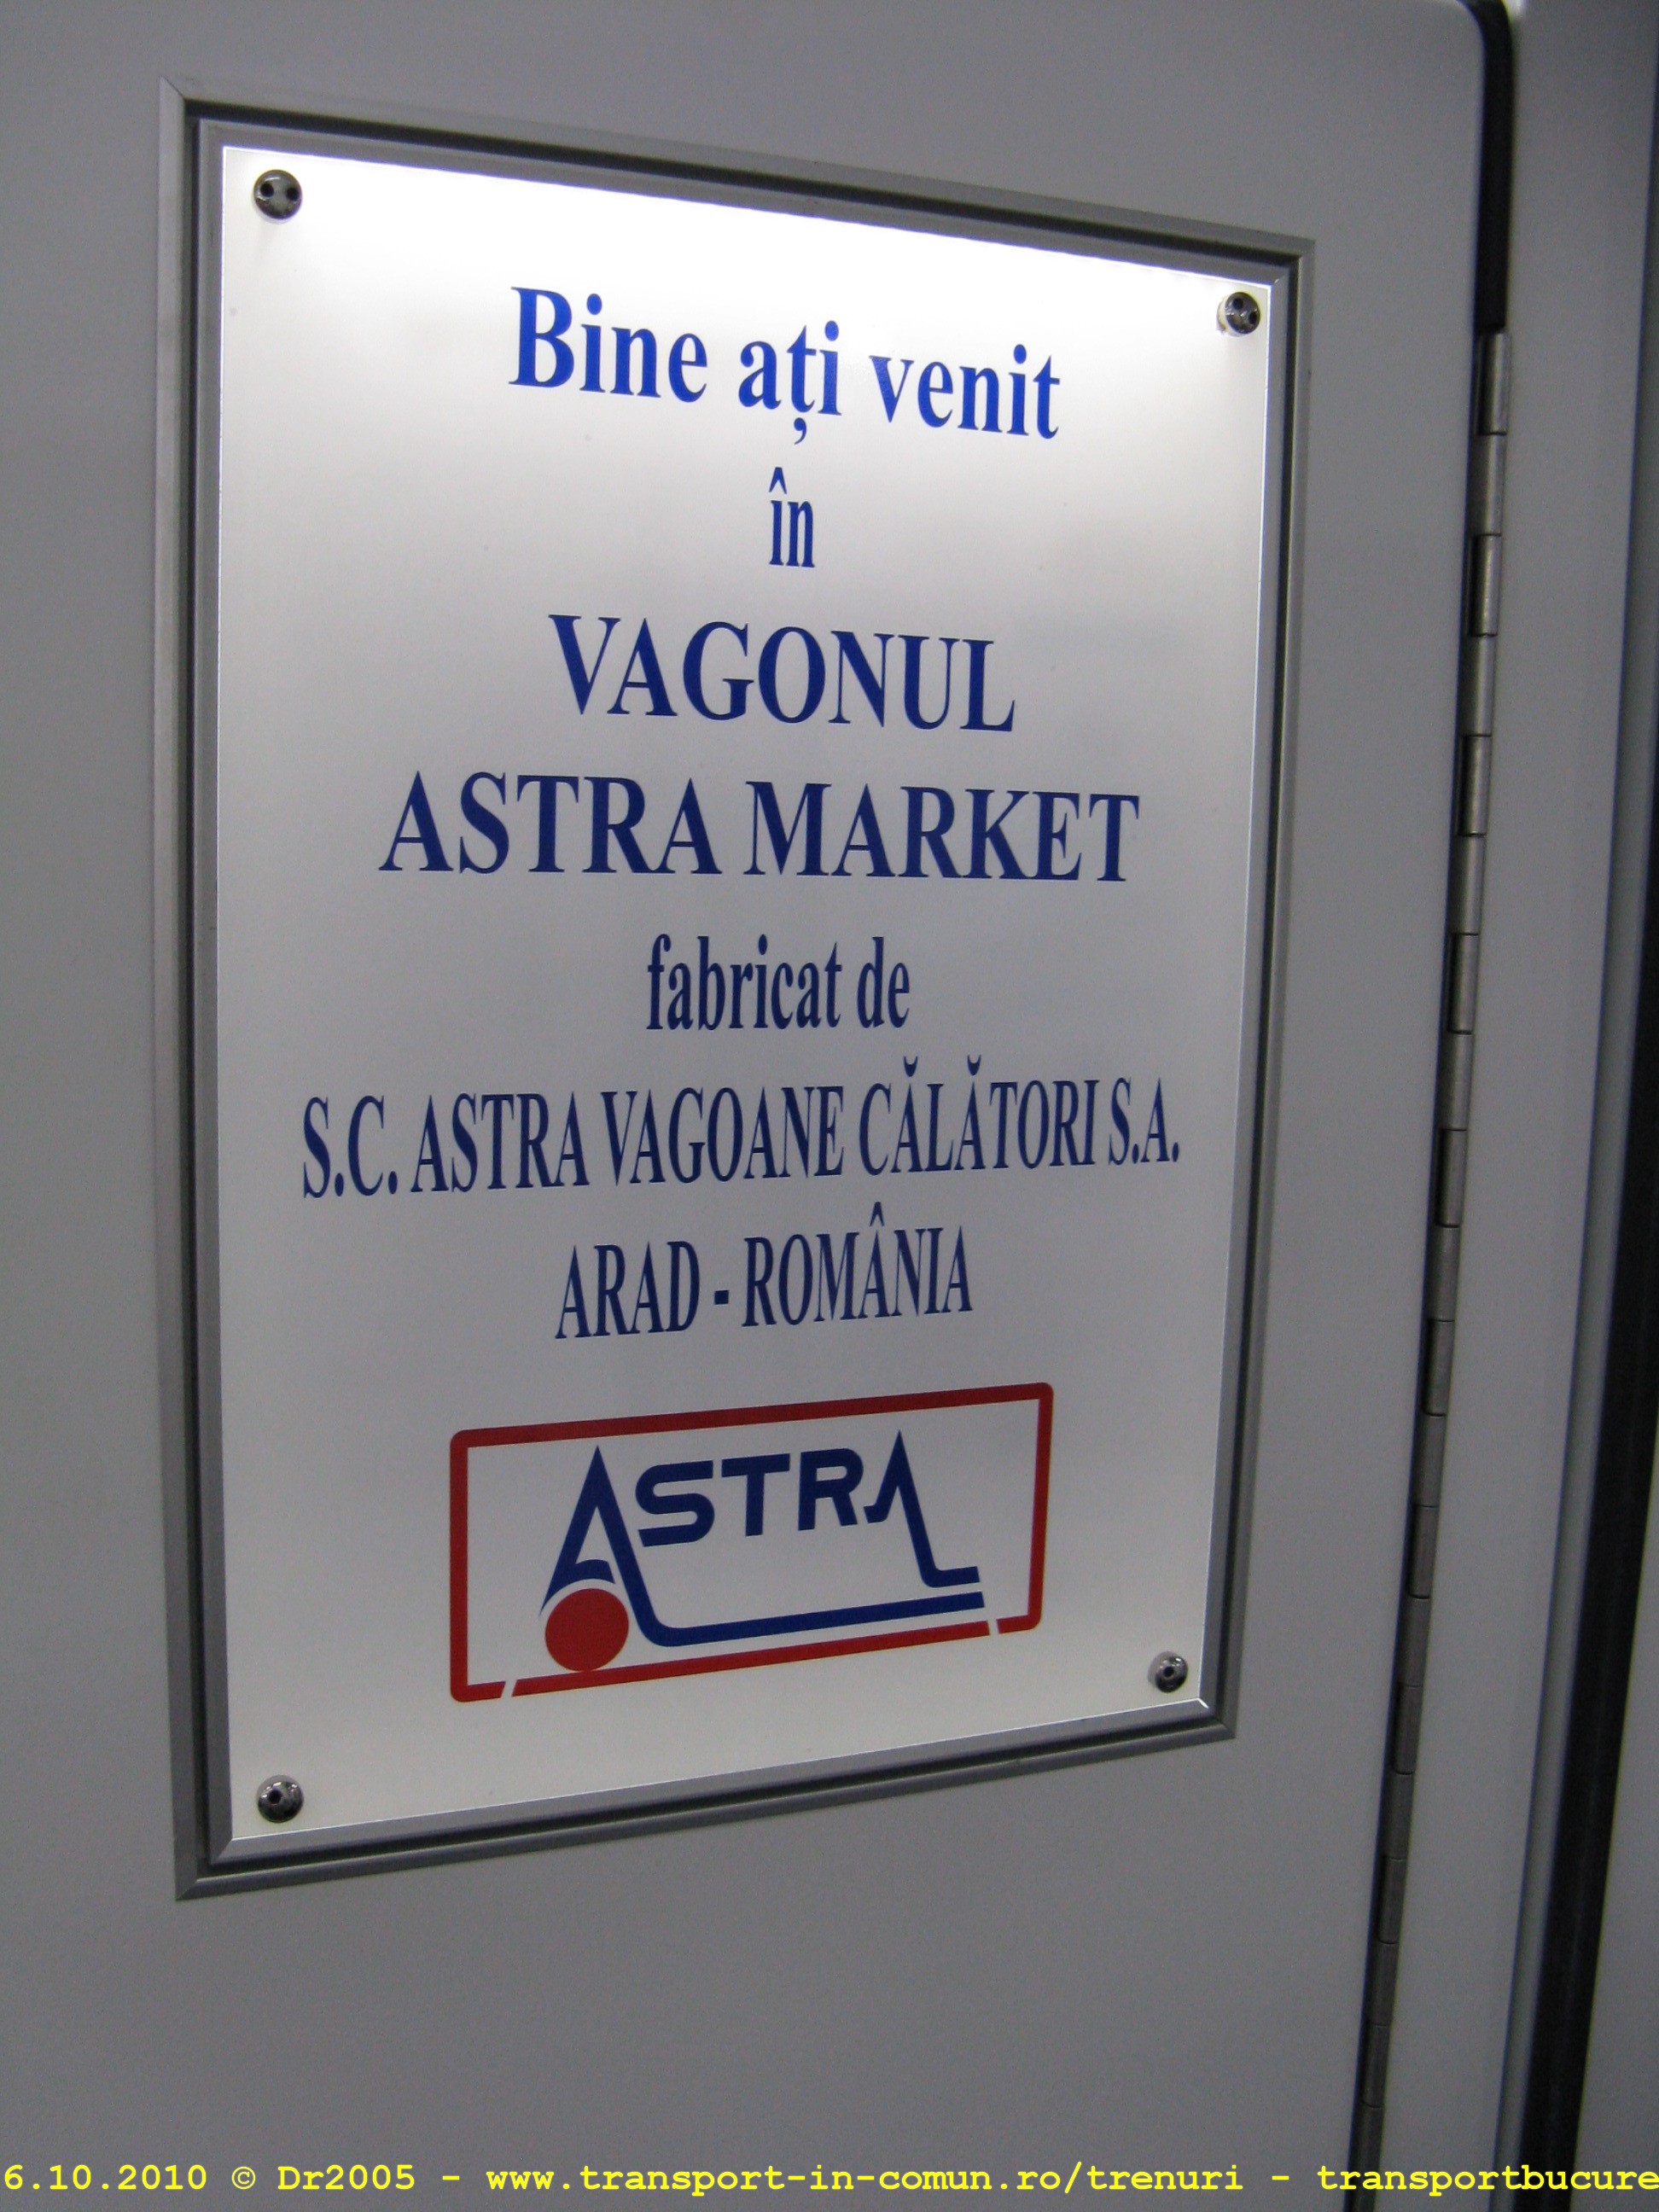 Bine ați venit
în
VAGONUL
ASTRA MARKET
fabricat de
S.C. ASTRA VAGOANE CĂLĂTORI S.A.
ARAD - ROMÂNIA
ASTRA
6.10.2010 © Dr2005 - www.transport-in-comun.ro/trenuri - transportbucure